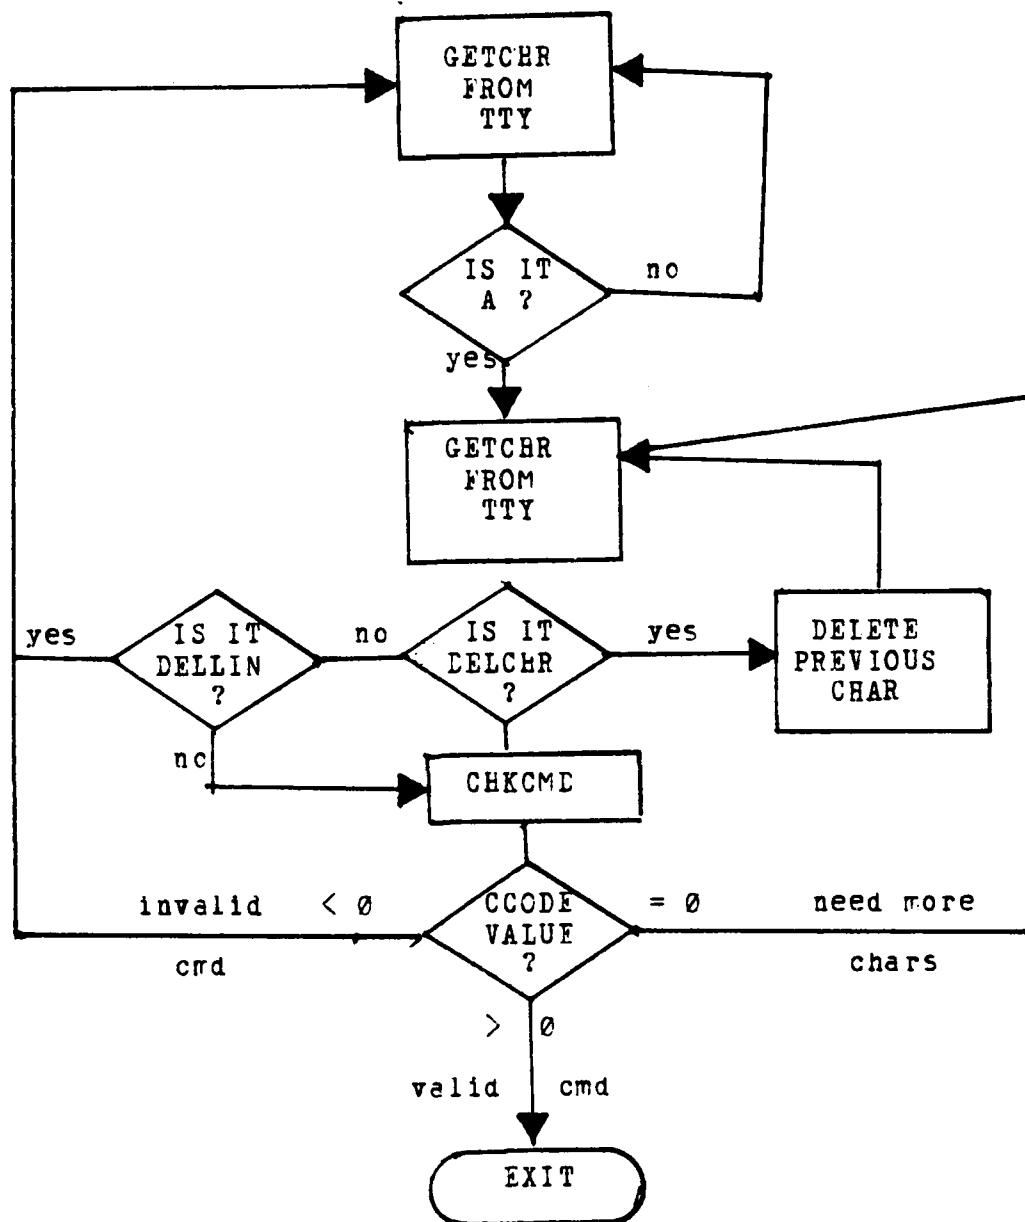 GETCHR
FROM
TTY
IS IT
A ?
no
yes
GETCHR
FROM
TTY
yes
IS IT
DELLIN
?
no
IS IT
DELCHR
?
yes
DELETE
PREVIOUS
CHAR
no
CHKCMD
invalid < 0
cmd
CCODE
VALUE
?
= 0 need more
chars
> 0
valid cmd
EXIT